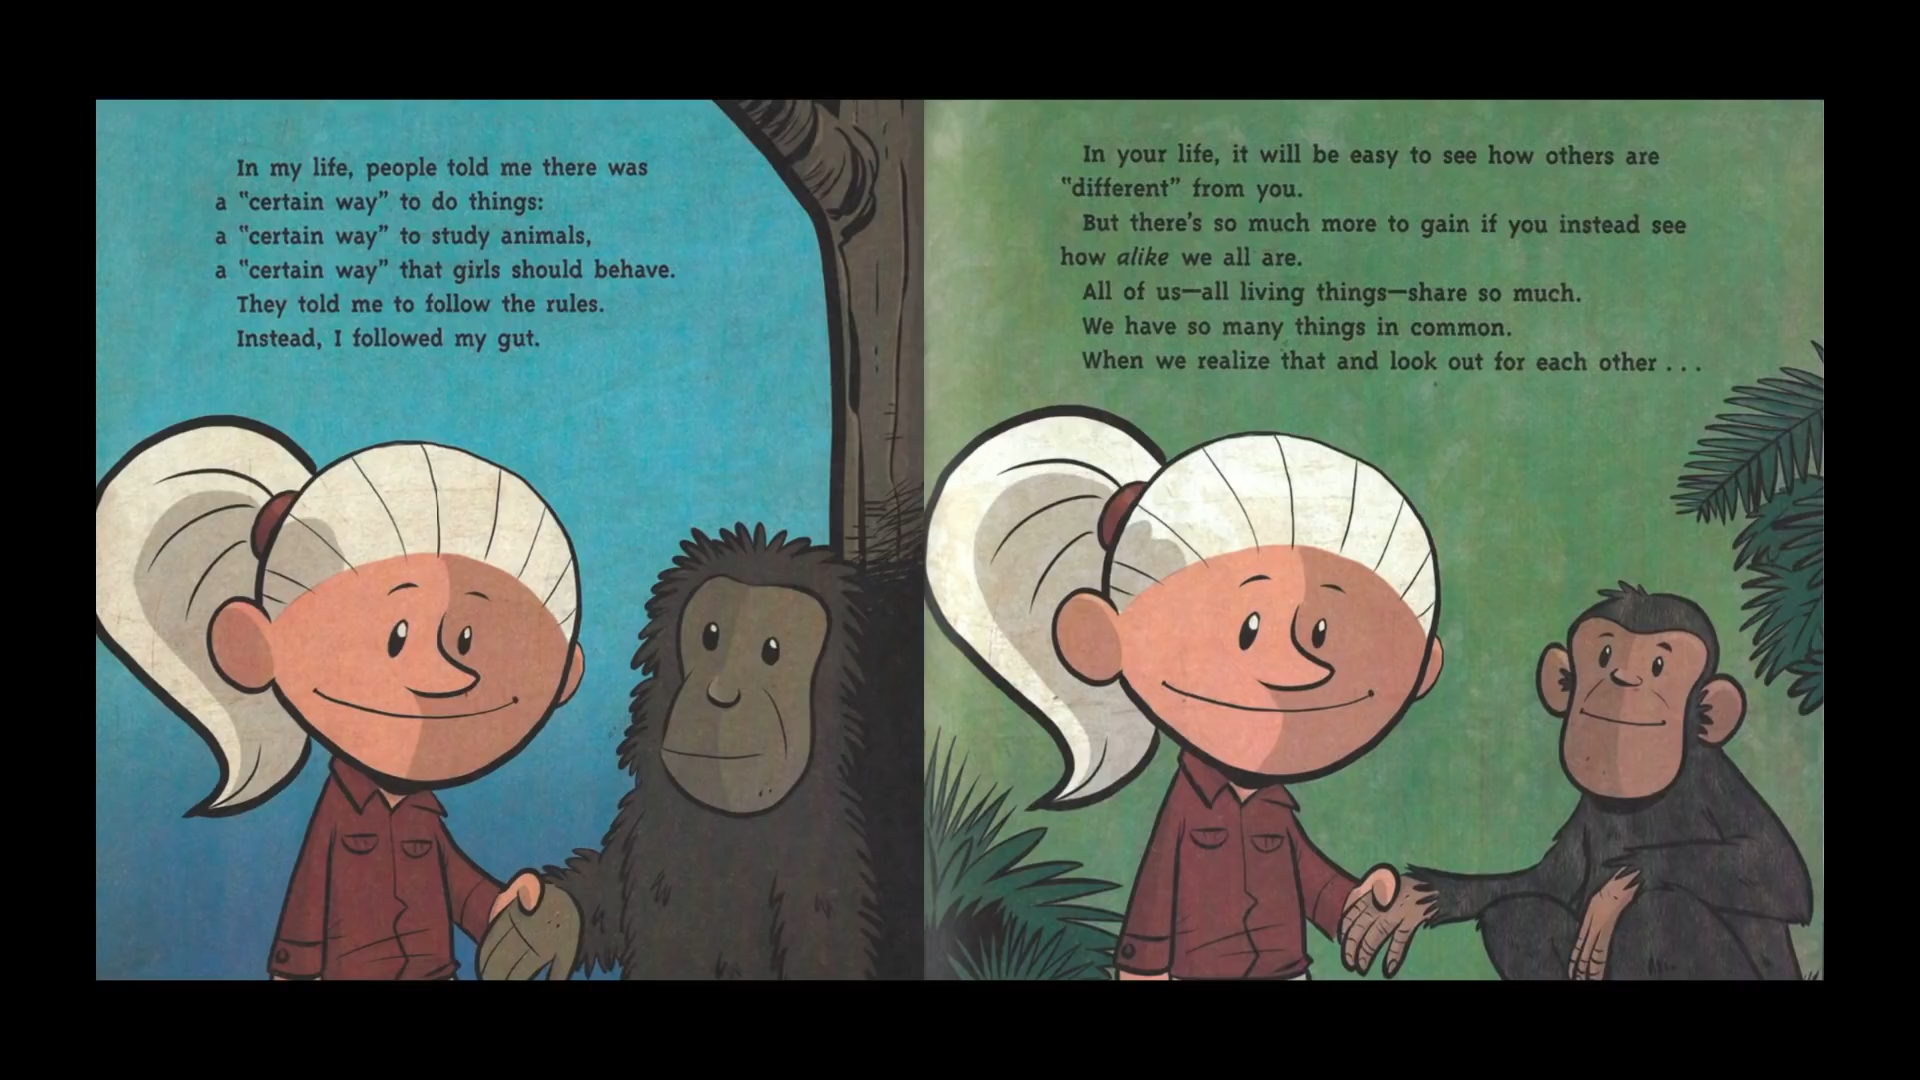 In my life, people told me there was
a "certain way" to do things:
a "certain way" to study animals,
a "certain way" that girls should behave.
They told me to follow the rules.
Instead, I followed my gut.
In your life, it will be easy to see how others are
"different" from you.
But there's so much more to gain if you instead see
how alike we all are.
All of us—all living things—share so much.
We have so many things in common.
When we realize that and look out for each other . . .